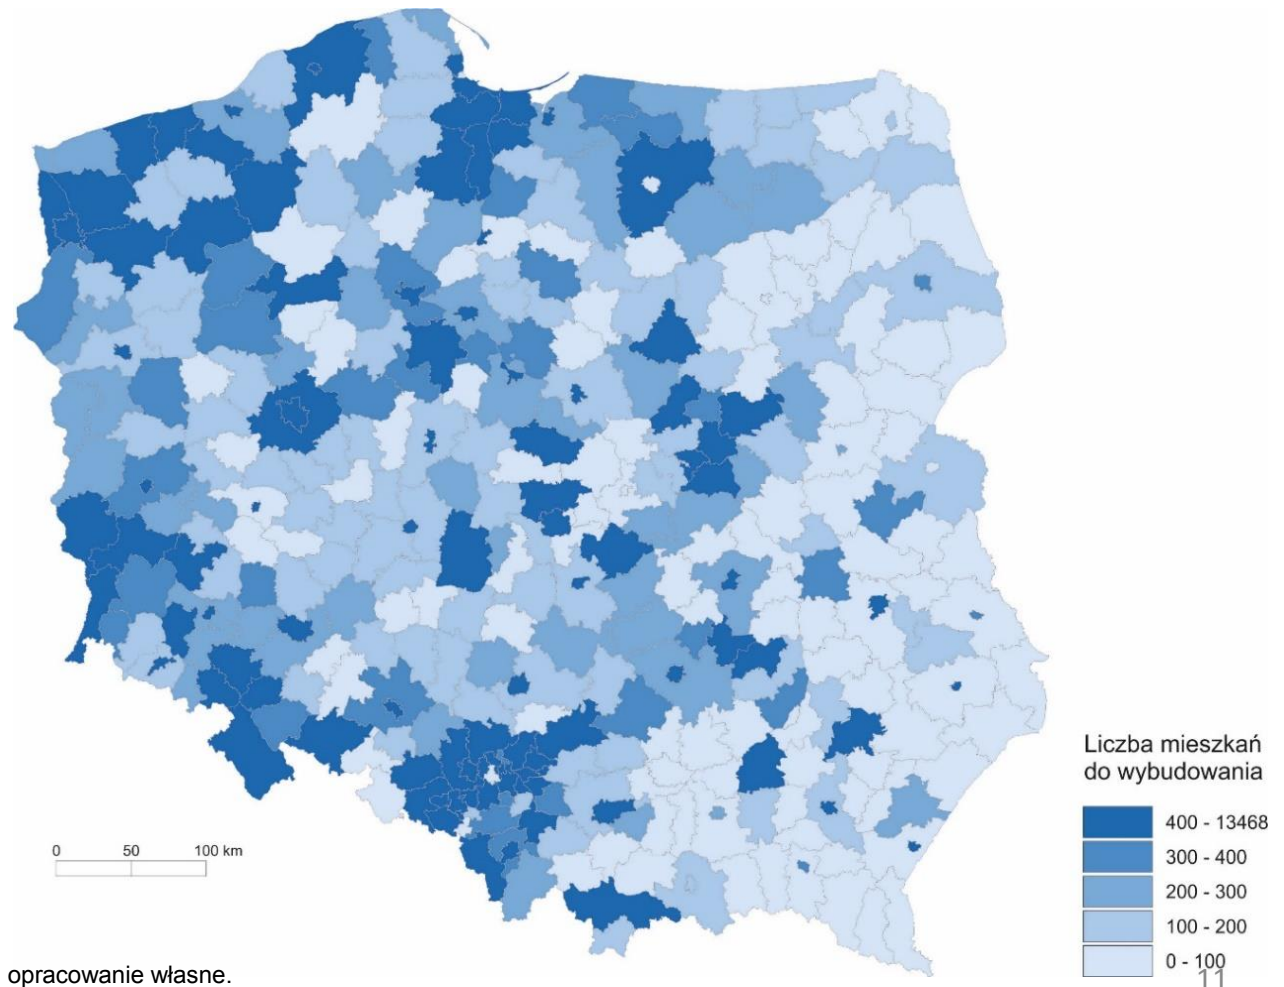 Liczba mieszkań
do wybudowania
400 - 13468
300 - 400
200 - 300
100 - 200
0 - 100
0 50 100 km
opracowanie własne.
11